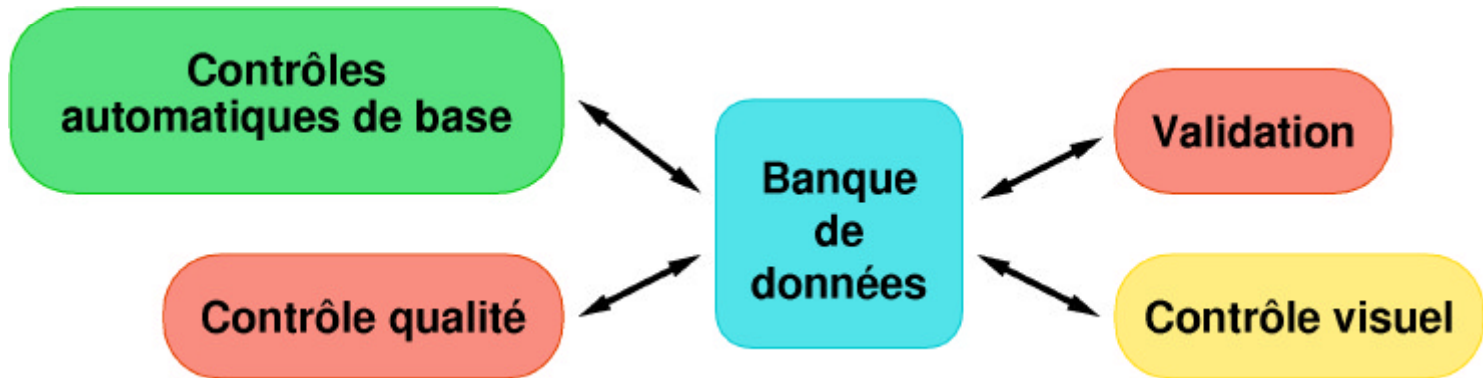 Contrôles
automatiques de base
Contrôle qualité
Banque
de
données
Validation
Contrôle visuel